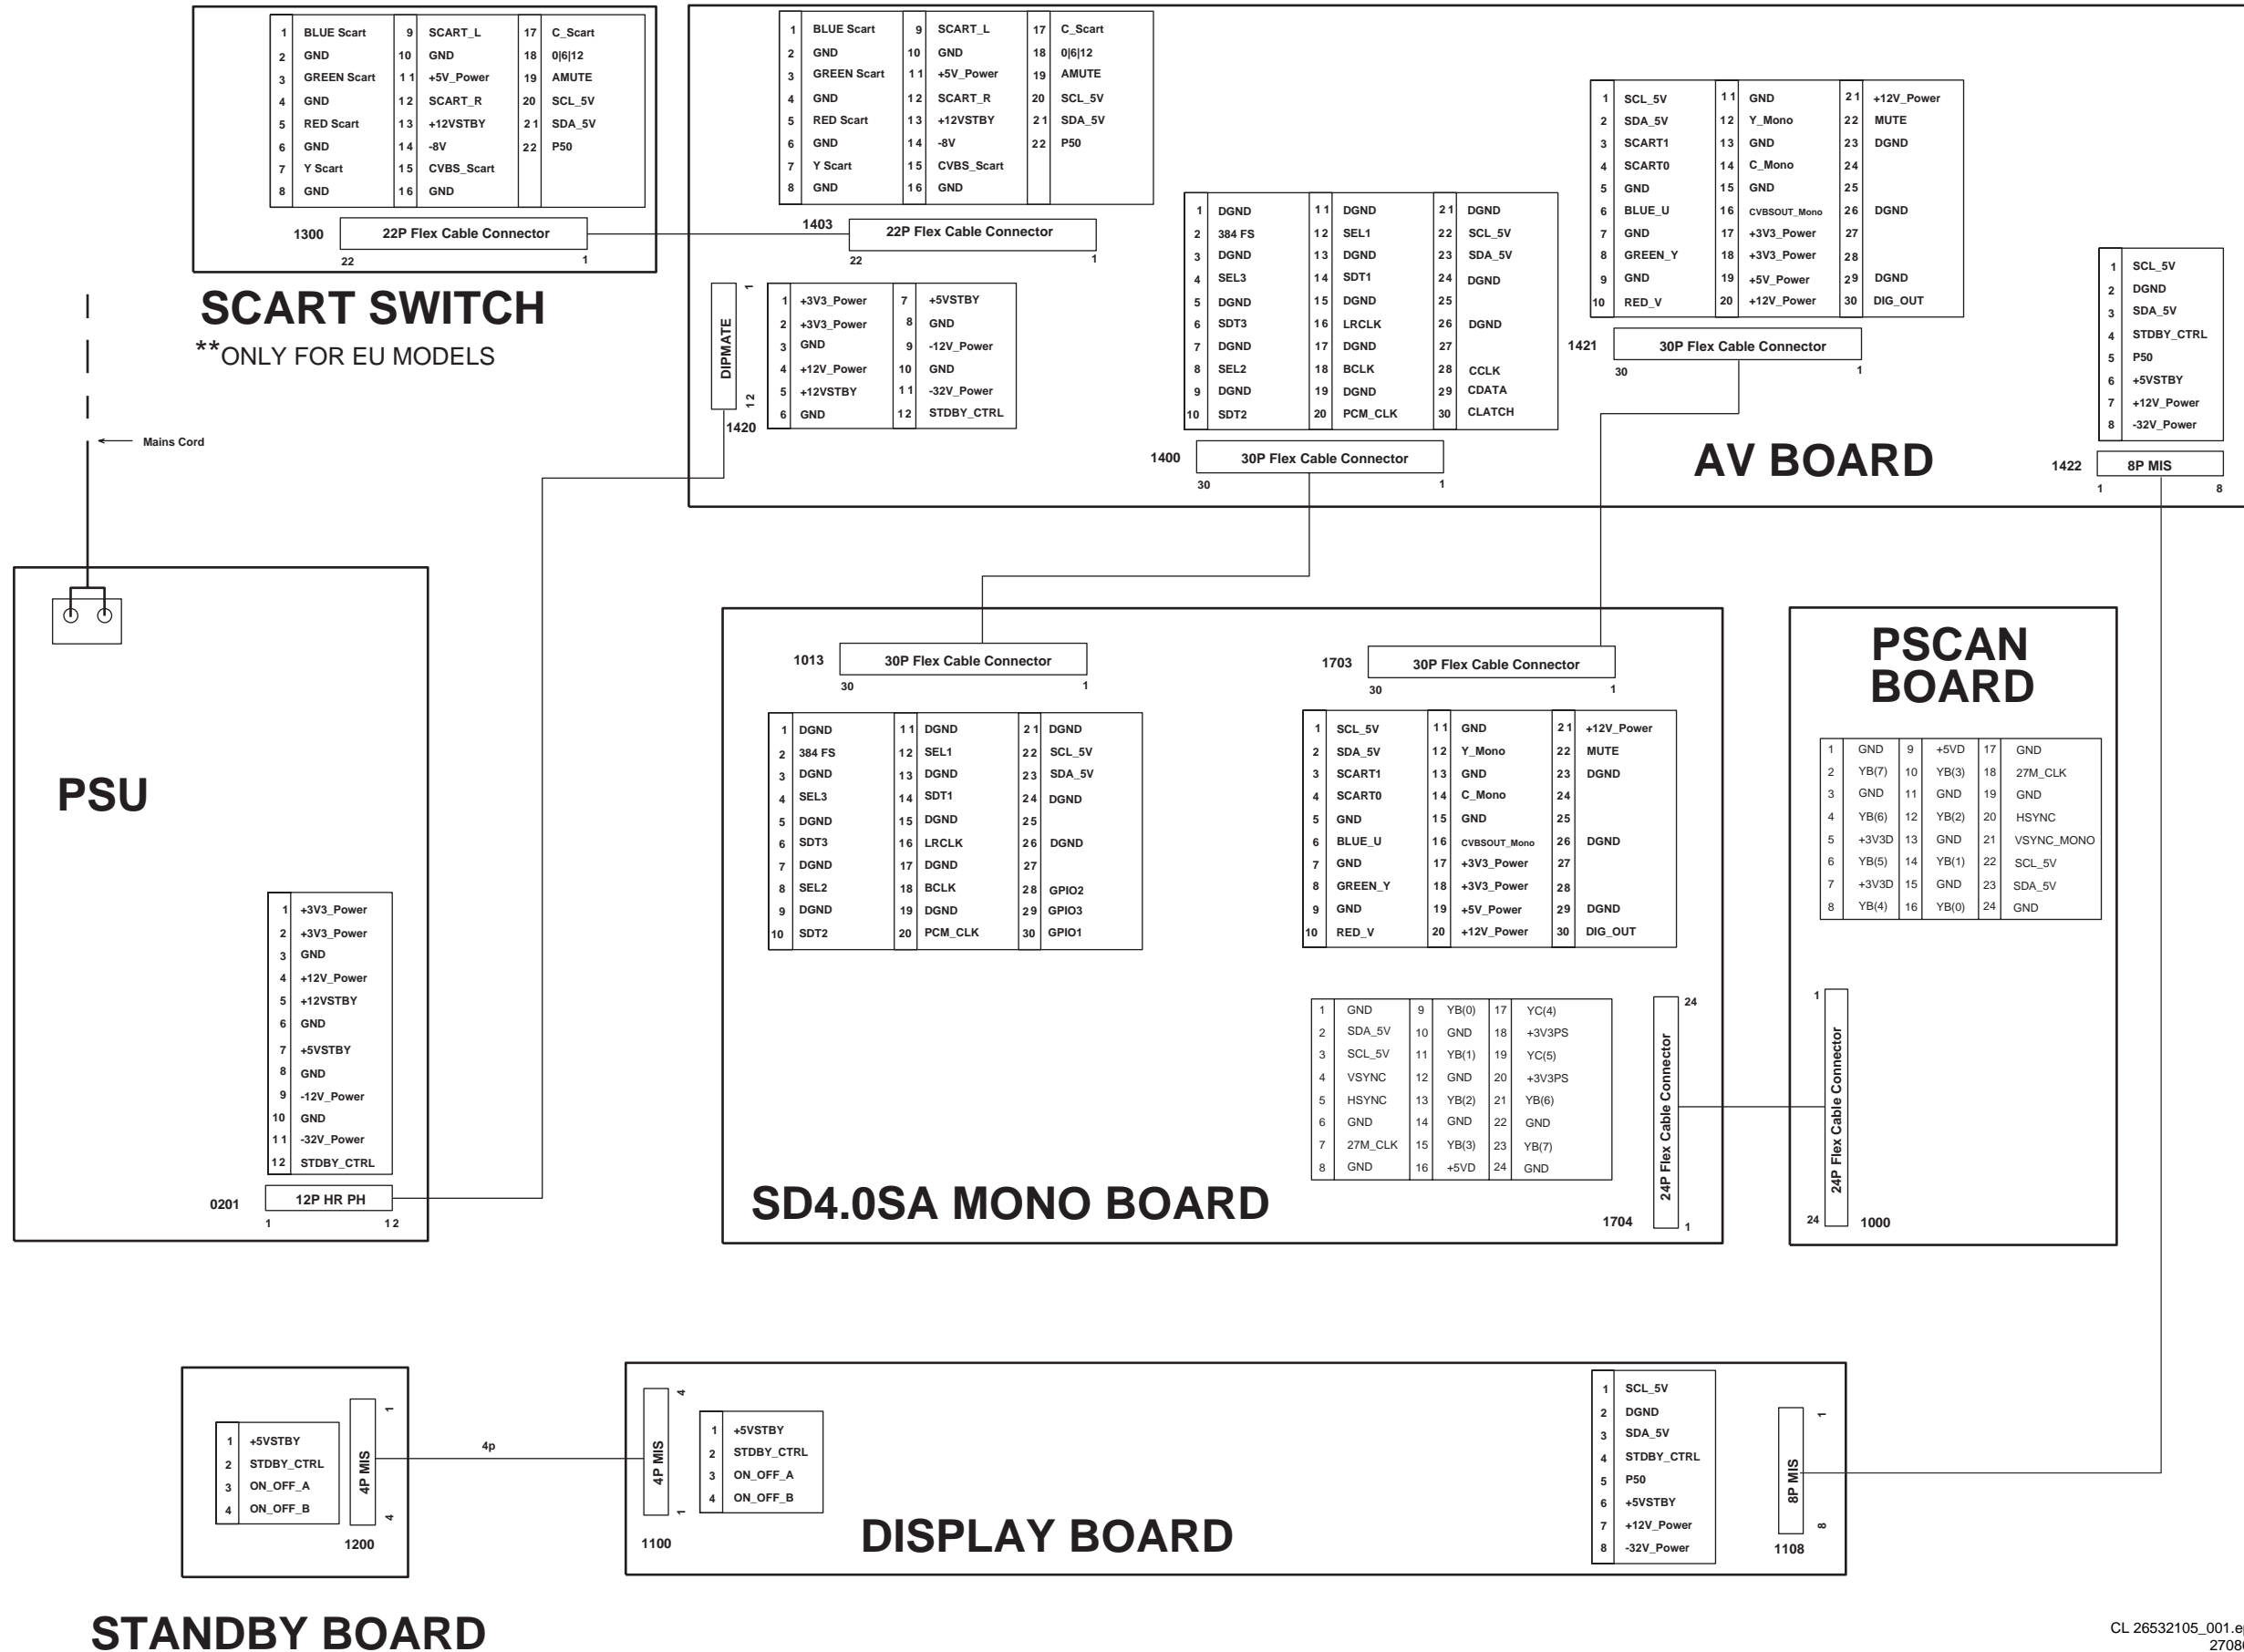 1 BLUE Scart 9 SCART_L 17 C_Scart
2 GND 10 GND 18 0|6|12
3 GREEN Scart 11 +5V_Power 19 AMUTE
4 GND 12 SCART_R 20 SCL_5V
5 RED Scart 13 +12VSTBY 21 SDA_5V
6 GND 14 -8V 22 P50
7 Y Scart 15 CVBS_Scart
8 GND 16 GND
1300 22P Flex Cable Connector
22 1
SCART SWITCH
**ONLY FOR EU MODELS
1 BLUE Scart 9 SCART_L 17 C_Scart
2 GND 10 GND 18 0|6|12
3 GREEN Scart 11 +5V_Power 19 AMUTE
4 GND 12 SCART_R 20 SCL_5V
5 RED Scart 13 +12VSTBY 21 SDA_5V
6 GND 14 -8V 22 P50
7 Y Scart 15 CVBS_Scart
8 GND 16 GND
1403 22P Flex Cable Connector
22 1
DIPMATE
1
12
1420
1 +3V3_Power 7 +5VSTBY
2 +3V3_Power 8 GND
3 GND 9 -12V_Power
4 +12V_Power 10 GND
5 +12VSTBY 11 -32V_Power
6 GND 12 STDBY_CTRL
1 DGND 11 DGND 21 DGND
2 384 FS 12 SEL1 22 SCL_5V
3 DGND 13 DGND 23 SDA_5V
4 SEL3 14 SDT1 24 DGND
5 DGND 15 DGND 25
6 SDT3 16 LRCLK 26 DGND
7 DGND 17 DGND 27
8 SEL2 18 BCLK 28 CCLK
9 DGND 19 DGND 29 CDATA
10 SDT2 20 PCM_CLK 30 CLATCH
1400 30P Flex Cable Connector
30 1
1 SCL_5V 11 GND 21 +12V_Power
2 SDA_5V 12 Y_Mono 22 MUTE
3 SCART1 13 GND 23 DGND
4 SCART0 14 C_Mono 24
5 GND 15 GND 25
6 BLUE_U 16 CVBSOUT_Mono 26 DGND
7 GND 17 +3V3_Power 27
8 GREEN_Y 18 +3V3_Power 28
9 GND 19 +5V_Power 29 DGND
10 RED_V 20 +12V_Power 30 DIG_OUT
1421 30P Flex Cable Connector
30 1
AV BOARD
1 SCL_5V
2 DGND
3 SDA_5V
4 STDBY_CTRL
5 P50
6 +5VSTBY
7 +12V_Power
8 -32V_Power
1422 8P MIS
1 8
Mains Cord
PSU
1 +3V3_Power
2 +3V3_Power
3 GND
4 +12V_Power
5 +12VSTBY
6 GND
7 +5VSTBY
8 GND
9 -12V_Power
10 GND
11 -32V_Power
12 STDBY_CTRL
0201 12P HR PH
1 12
1013 30P Flex Cable Connector
30 1
1 DGND 11 DGND 21 DGND
2 384 FS 12 SEL1 22 SCL_5V
3 DGND 13 DGND 23 SDA_5V
4 SEL3 14 SDT1 24 DGND
5 DGND 15 DGND 25
6 SDT3 16 LRCLK 26 DGND
7 DGND 17 DGND 27
8 SEL2 18 BCLK 28 GPIO2
9 DGND 19 DGND 29 GPIO3
10 SDT2 20 PCM_CLK 30 GPIO1
1703 30P Flex Cable Connector
30 1
1 SCL_5V 11 GND 21 +12V_Power
2 SDA_5V 12 Y_Mono 22 MUTE
3 SCART1 13 GND 23 DGND
4 SCART0 14 C_Mono 24
5 GND 15 GND 25
6 BLUE_U 16 CVBSOUT_Mono 26 DGND
7 GND 17 +3V3_Power 27
8 GREEN_Y 18 +3V3_Power 28
9 GND 19 +5V_Power 29 DGND
10 RED_V 20 +12V_Power 30 DIG_OUT
1 GND 9 YB(0) 17 YC(4)
2 SDA_5V 10 GND 18 +3V3PS
3 SCL_5V 11 YB(1) 19 YC(5)
4 VSYNC 12 GND 20 +3V3PS
5 HSYNC 13 YB(2) 21 YB(6)
6 GND 14 GND 22 GND
7 27M_CLK 15 YB(3) 23 YB(7)
8 GND 16 +5VD 24 GND
24
24P Flex Cable Connector
1704 1
SD4.0SA MONO BOARD
PSCAN
BOARD
1 GND 9 +5VD 17 GND
2 YB(7) 10 YB(3) 18 27M_CLK
3 GND 11 GND 19 GND
4 YB(6) 12 YB(2) 20 HSYNC
5 +3V3D 13 GND 21 VSYNC_MONO
6 YB(5) 14 YB(1) 22 SCL_5V
7 +3V3D 15 GND 23 SDA_5V
8 YB(4) 16 YB(0) 24 GND
1
24P Flex Cable Connector
24 1000
1 +5VSTBY
2 STDBY_CTRL
3 ON_OFF_A
4 ON_OFF_B
4P MIS
1
4
1200
STANDBY BOARD
4p
4
4P MIS
1
1100
1 +5VSTBY
2 STDBY_CTRL
3 ON_OFF_A
4 ON_OFF_B
DISPLAY BOARD
1 SCL_5V
2 DGND
3 SDA_5V
4 STDBY_CTRL
5 P50
6 +5VSTBY
7 +12V_Power
8 -32V_Power
1
8P MIS
8
1108
CL 26532105_001.ep
2708